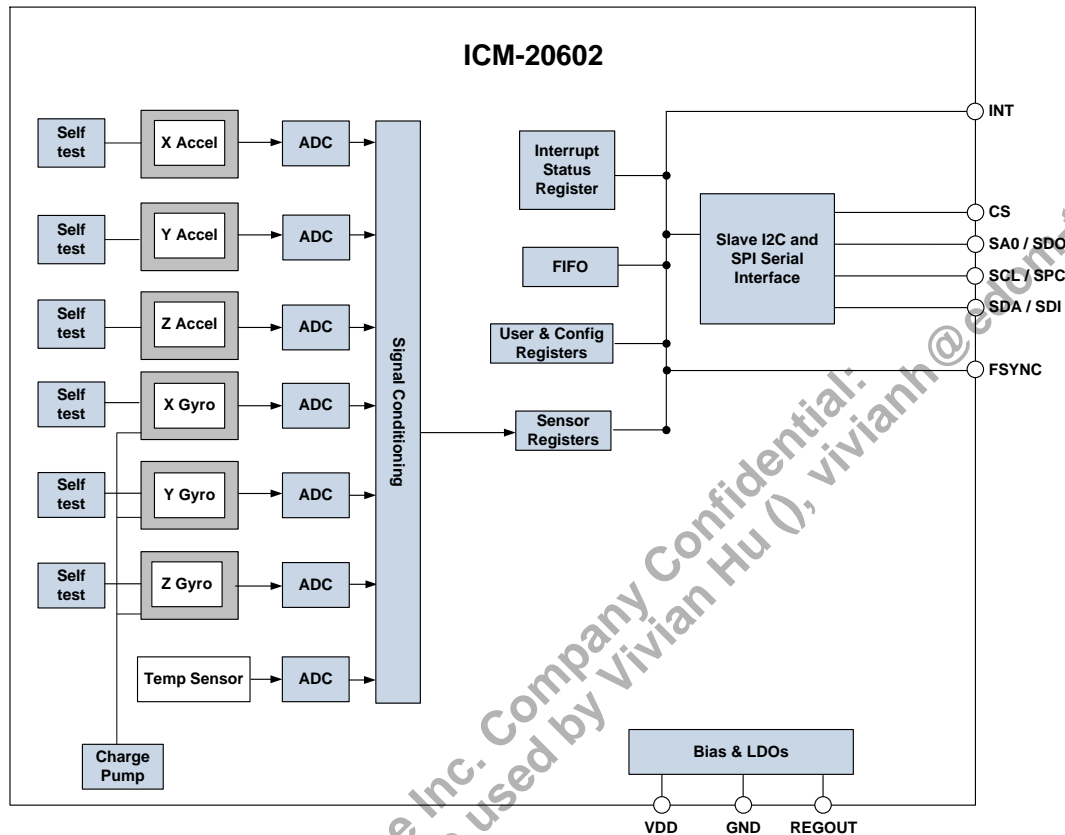 ICM-20602
Self
test
X Accel
ADC
Self
test
Y Accel
ADC
Self
test
Z Accel
ADC
Self
test
X Gyro
ADC
Self
test
Y Gyro
ADC
Self
test
Z Gyro
ADC
Temp Sensor
ADC
Charge
Pump
Signal Conditioning
Interrupt
Status
Register
FIFO
User & Config
Registers
Sensor
Registers
Slave I2C and
SPI Serial
Interface
INT
CS
SA0 / SDO
SCL / SPC
SDA / SDI
FSYNC
Bias & LDOs
VDD
GND
REGOUT
Inc. Company Confidential:
used by Vivian Hu (), vivianh@edom